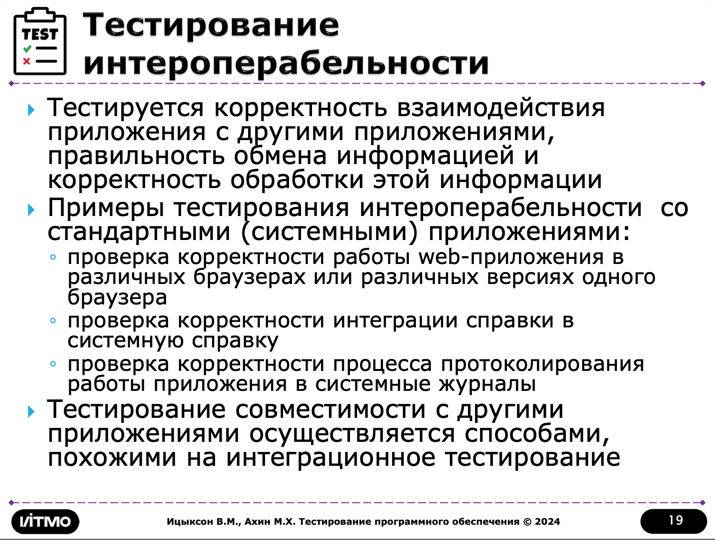 TEST
Тестирование
интероперабельности
Тестируется корректность взаимодействия
приложения с другими приложениями,
правильность обмена информацией и
корректность обработки этой информации
Примеры тестирования интероперабельности со
стандартными (системными) приложениями:
проверка корректности работы web-приложения в
различных браузерах или различных версиях одного
браузера
проверка корректности интеграции справки в
системную справку
проверка корректности процесса протоколирования
работы приложения в системные журналы
Тестирование совместимости с другими
приложениями осуществляется способами,
похожими на интеграционное тестирование
ИТМО
Ицыксон В.М., Ахин М.Х. Тестирование программного обеспечения © 2024
19